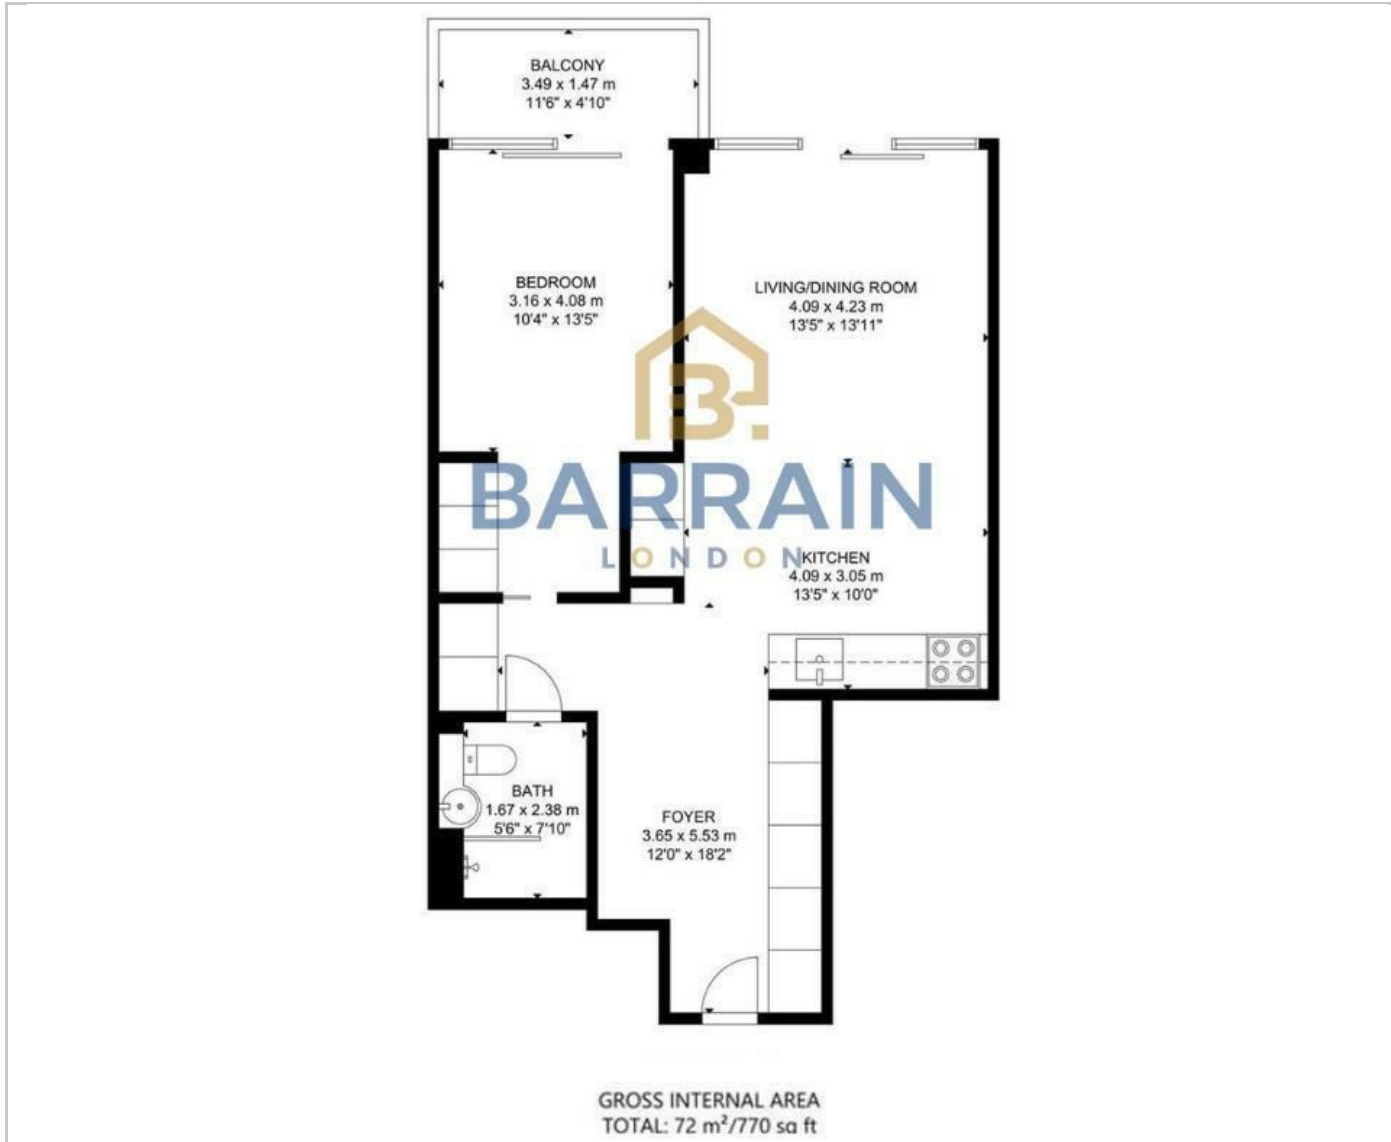 BALCONY
3.49 x 1.47 m
11'6" x 4'10"
BEDROOM
3.16 x 4.08 m
10'4" x 13'5"
LIVING/DINING ROOM
4.09 x 4.23 m
13'5" x 13'11"
B.
BARRAIN
LONDON
KITCHEN
4.09 x 3.05 m
13'5" x 10'0"
BATH
1.67 x 2.38 m
5'6" x 7'10"
FOYER
3.65 x 5.53 m
12'0" x 18'2"
GROSS INTERNAL AREA
TOTAL: 72 m²/770 sq ft